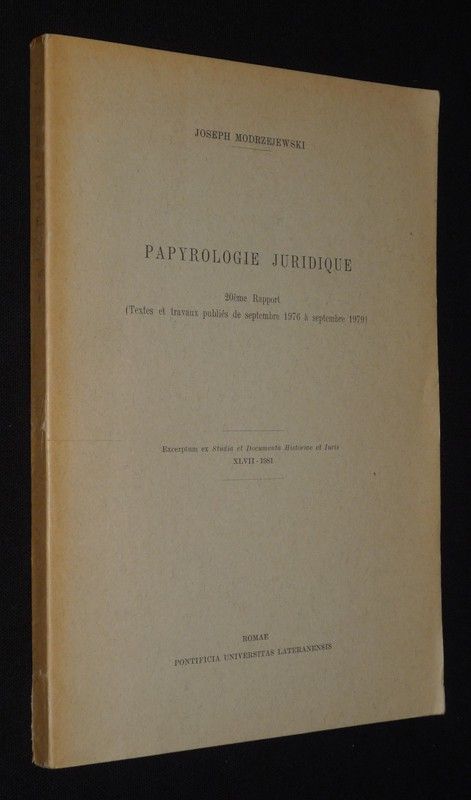 JOSEPH MODRZEJEWSKI
PAPYROLOGIE JURIDIQUE
20ème Rapport
(Textes et travaux publiés de septembre 1976 à septembre 1979)
Excerptum ex Studia et Documenta Historiae et Iuris
XLVII - 1981
ROMAE
PONTIFICIA UNIVERSITAS LATERANENSIS